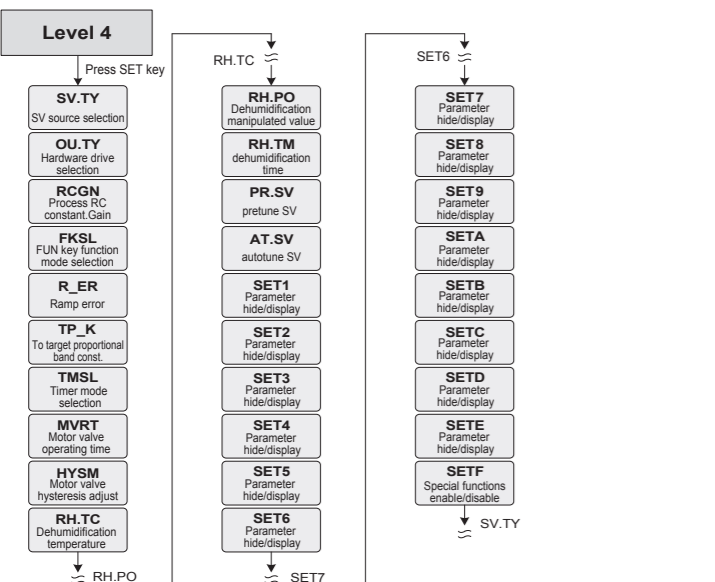 Level 4
Press SET key
SV.TY
SV source selection
OU.TY
Hardware drive
selection
RCGN
Process RC
constant.Gain
FKSL
FUN key function
mode selection
R_ER
Ramp error
TP_K
To target proportional
band const.
TMSL
Timer mode
selection
MVRT
Motor valve
operating time
HYSM
Motor valve
hysteresis adjust
RH.TC
Dehumidification
temperature
RH.PO
RH.TC
RH.PO
Dehumidification
manipulated value
RH.TM
dehumidification
time
PR.SV
pretune SV
AT.SV
autotune SV
SET1
Parameter
hide/display
SET2
Parameter
hide/display
SET3
Parameter
hide/display
SET4
Parameter
hide/display
SET5
Parameter
hide/display
SET6
Parameter
hide/display
SET7
SET6
SET7
Parameter
hide/display
SET8
Parameter
hide/display
SET9
Parameter
hide/display
SETA
Parameter
hide/display
SETB
Parameter
hide/display
SETC
Parameter
hide/display
SETD
Parameter
hide/display
SETE
Parameter
hide/display
SETF
Special functions
enable/disable
SV.TY